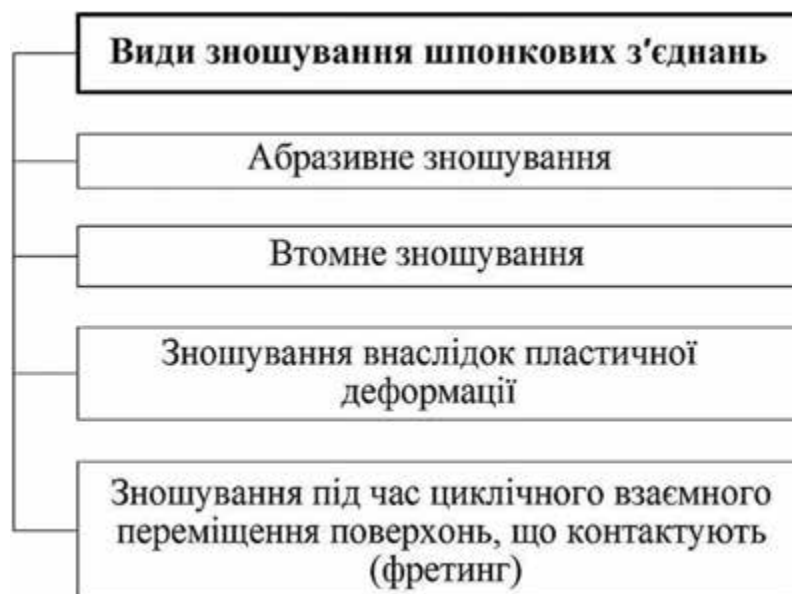 Види зношування шпонкових з'єднань
Абразивне зношування
Втомне зношування
Зношування внаслідок пластичної
деформації
Зношування під час циклічного взаємного
переміщення поверхонь, що контактують
(фретинг)